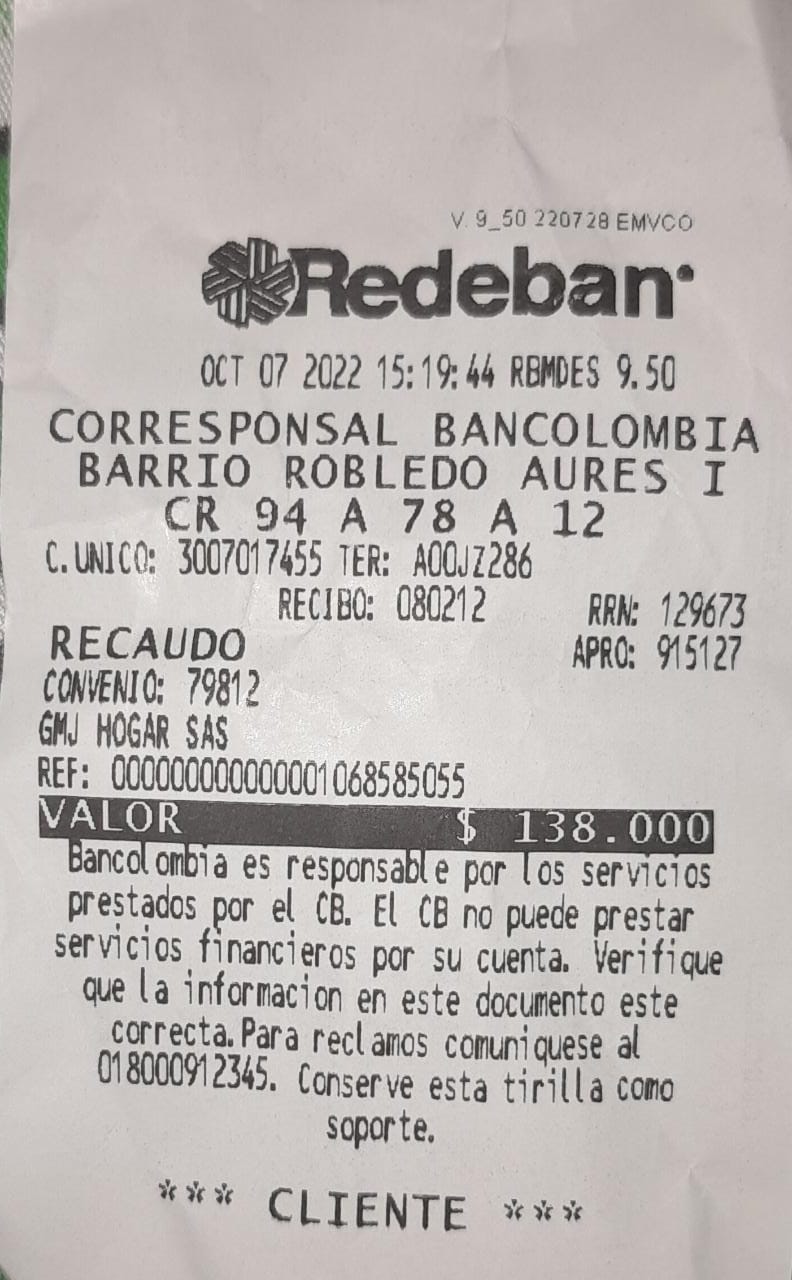 V. 9_50 220728 EMVCO
Redeban
OCT 07 2022 15:19:44 RBMDES 9.50
CORRESPONSAL BANCOLOMBIA
BARRIO ROBLEDO AURES I
CR 94 A 78 A 12
C.UNICO: 3007017455 TER: A00JZ286
RECIBO: 080212 RRN: 129673
RECAUDO APRO: 915127
CONVENIO: 79812
GMJ HOGAR SAS
REF: 000000000000001068585055
VALOR $ 138.000
Bancolombia es responsable por los servicios
prestados por el CB. El CB no puede prestar
servicios financieros por su cuenta. Verifique
que la informacion en este documento este
correcta.Para reclamos comuniquese al
018000912345. Conserve esta tirilla como
soporte.
*** CLIENTE ***